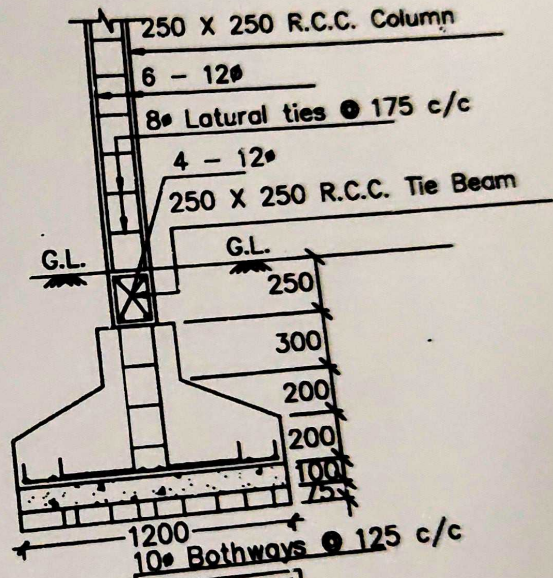 250 X 250 R.C.C. Column
6 - 12ø
8ø Latural ties @ 175 c/c
4 - 12ø
250 X 250 R.C.C. Tie Beam
G.L.
G.L.
250
300
200
200
100
75
1200
10ø Bothways @ 125 c/c